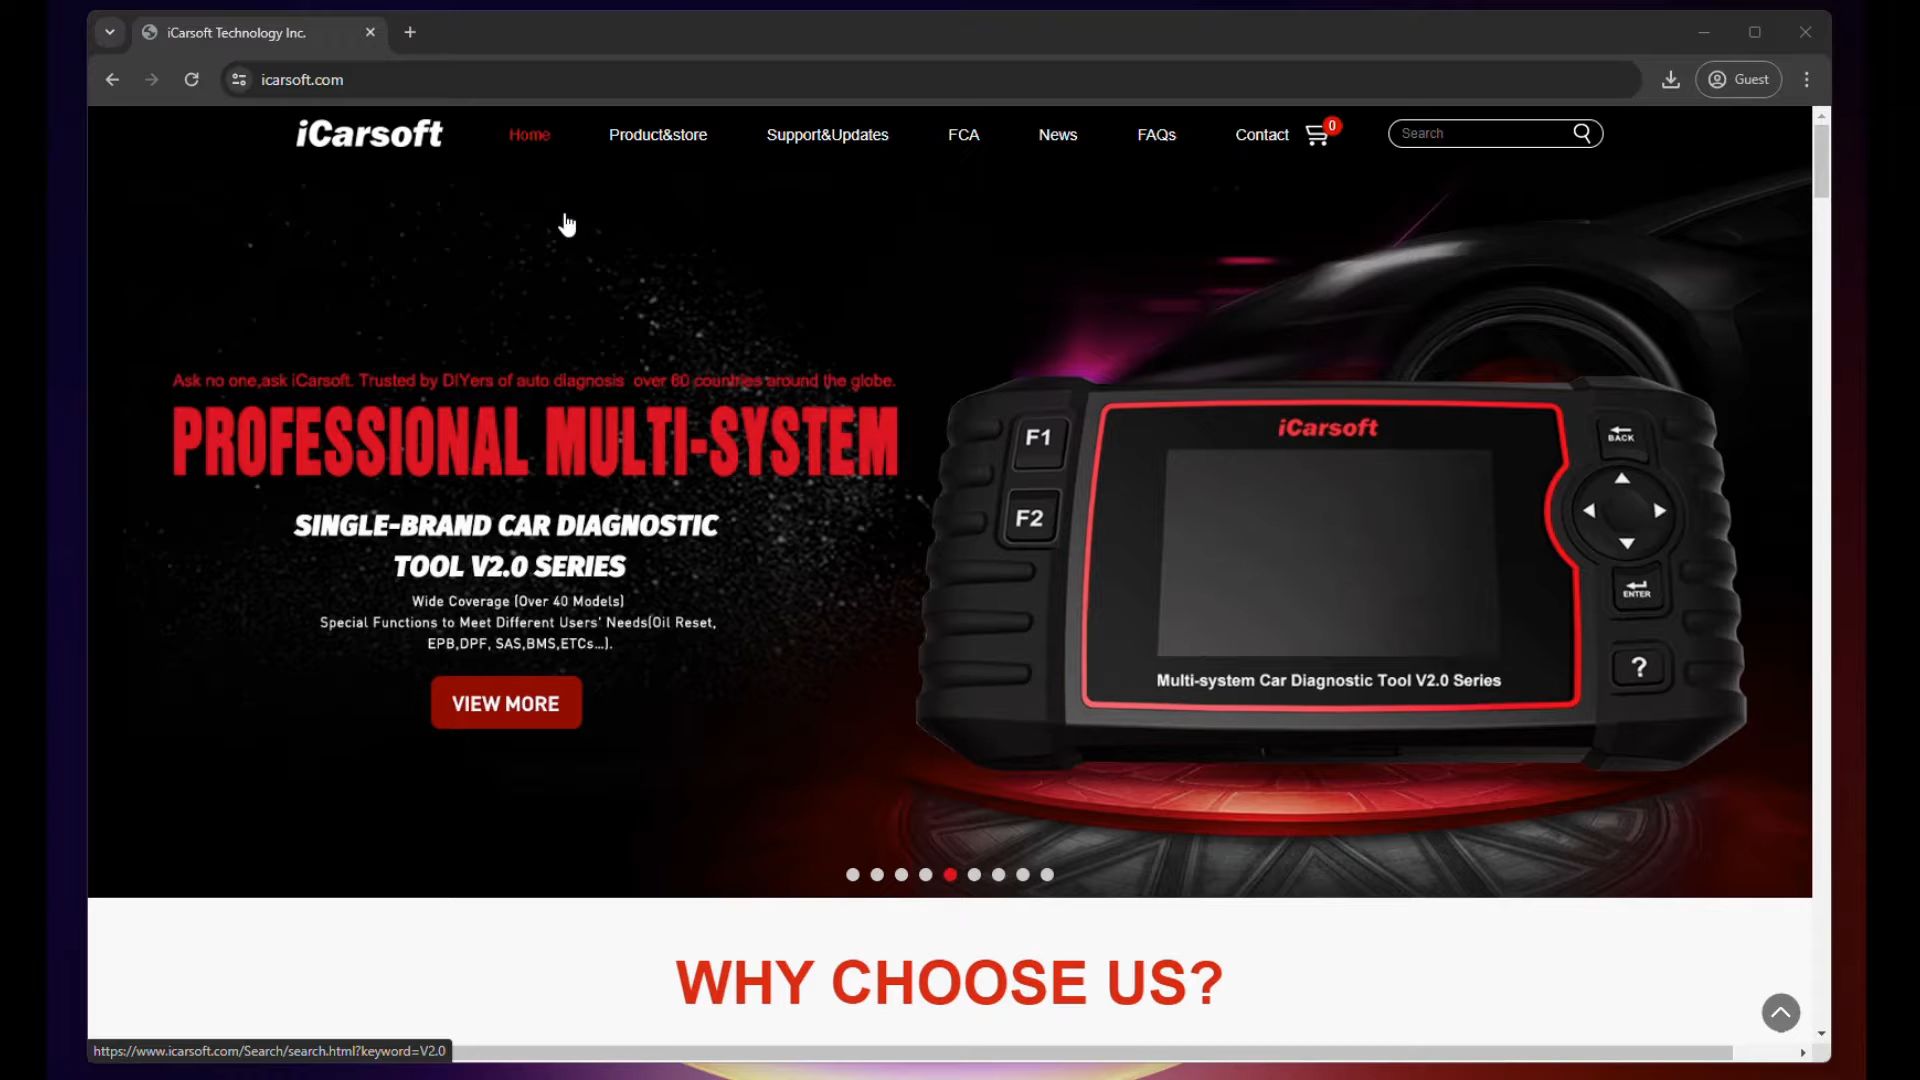 iCarsoft Technology Inc.
icarsoft.com
Guest
iCarsoft
Home
Product&store
Support&Updates
FCA
News
FAQs
Contact
0
Search
Ask no one,ask iCarsoft. Trusted by DIYers of auto diagnosis over 60 countries around the globe.
PROFESSIONAL MULTI-SYSTEM
SINGLE-BRAND CAR DIAGNOSTIC
TOOL V2.0 SERIES
Wide Coverage (Over 40 Models)
Special Functions to Meet Different Users' Needs(Oil Reset,
EPB,DPF, SAS,BMS,ETCs...).
VIEW MORE
F1
F2
iCarsoft
BACK
ENTER
?
Multi-system Car Diagnostic Tool V2.0 Series
WHY CHOOSE US?
https://www.icarsoft.com/Search/search.html?keyword=V2.0